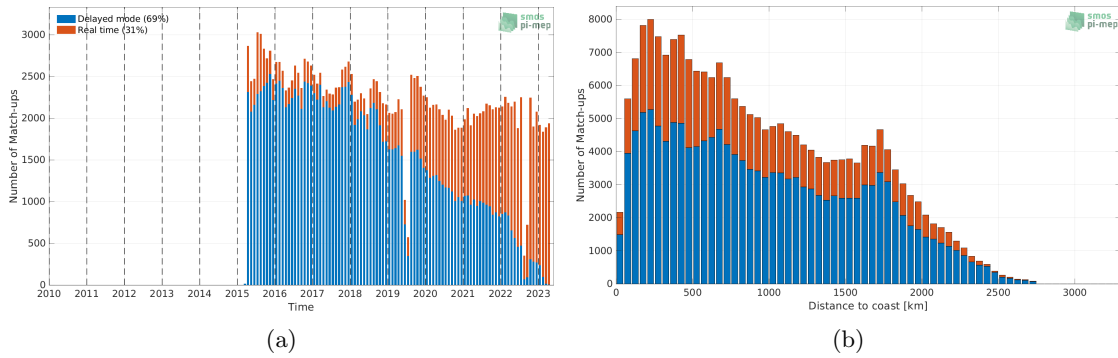 Delayed mode (69%)
Real time (31%)
smos
pi-mep
3000
2500
2000
1500
1000
500
0
Number of Match-ups
2010 2011 2012 2013 2014 2015 2016 2017 2018 2019 2020 2021 2022 2023
Time
(a)
smos
pi-mep
8000
7000
6000
5000
4000
3000
2000
1000
0
Number of Match-ups
0 500 1000 1500 2000 2500 3000
Distance to coast [km]
(b)